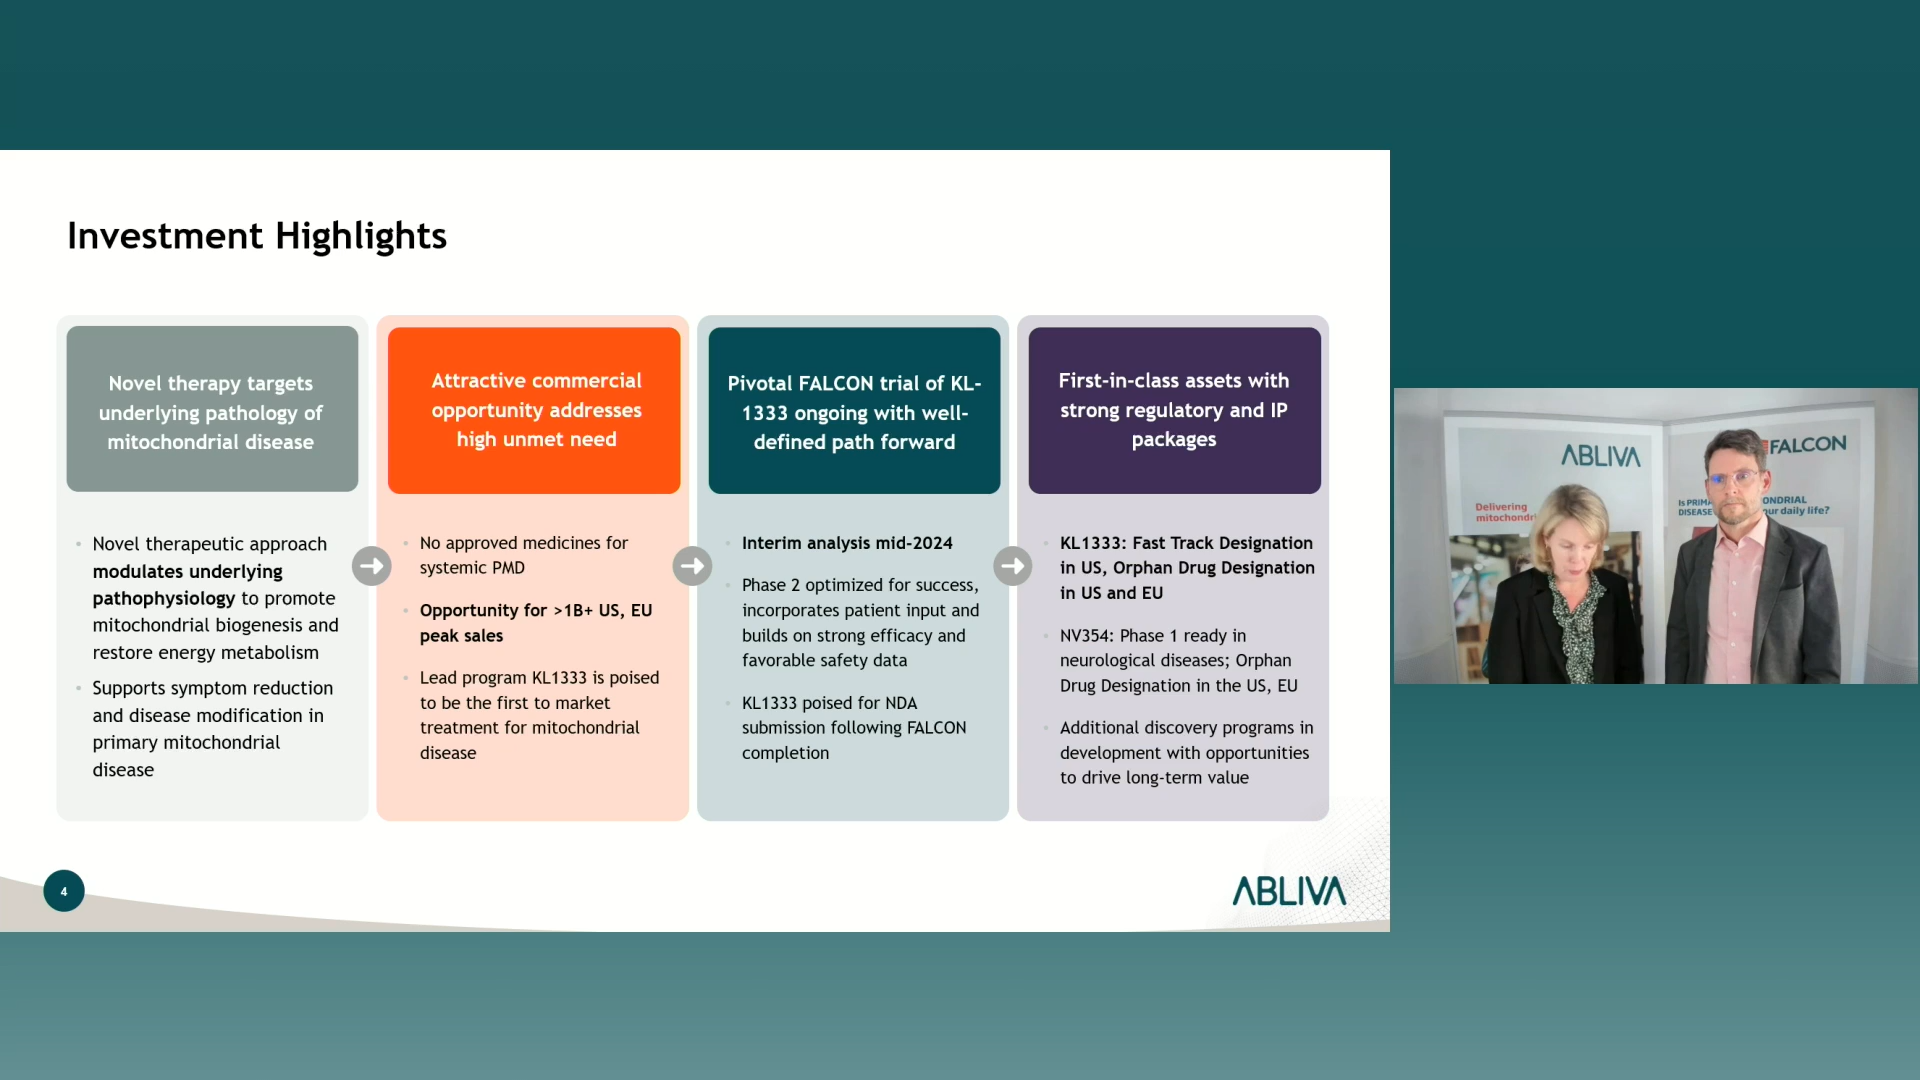 Investment Highlights
Novel therapy targets
underlying pathology of
mitochondrial disease
Novel therapeutic approach
modulates underlying
pathophysiology to promote
mitochondrial biogenesis and
restore energy metabolism
Supports symptom reduction
and disease modification in
primary mitochondrial
disease
Attractive commercial
opportunity addresses
high unmet need
No approved medicines for
systemic PMD
Opportunity for >1B+ US, EU
peak sales
Lead program KL1333 is poised
to be the first to market
treatment for mitochondrial
disease
Pivotal FALCON trial of KL-
1333 ongoing with well-
defined path forward
Interim analysis mid-2024
Phase 2 optimized for success,
incorporates patient input and
builds on strong efficacy and
favorable safety data
KL1333 poised for NDA
submission following FALCON
completion
First-in-class assets with
strong regulatory and IP
packages
KL1333: Fast Track Designation
in US, Orphan Drug Designation
in US and EU
NV354: Phase 1 ready in
neurological diseases; Orphan
Drug Designation in the US, EU
Additional discovery programs in
development with opportunities
to drive long-term value
4
ABLIVA
ABLIVA
Delivering
mitochondri
FALCON
Is PRIM ONDRIAL
DISEASE our daily life?